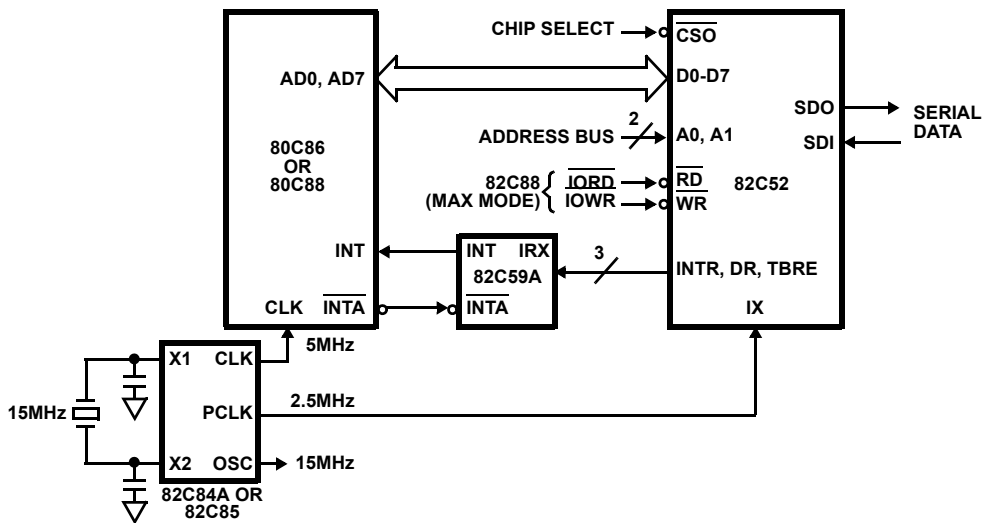 CHIP SELECT
CSO
AD0, AD7
D0-D7
SDO
SERIAL
DATA
SDI
2
ADDRESS BUS
A0, A1
80C86
OR
80C88
82C88
(MAX MODE)
IORD
IOWR
RD
WR
82C52
INT
INT IRX
82C59A
3
INTR, DR, TBRE
CLK INTA
INTA
IX
5MHz
X1 CLK
15MHz
PCLK
2.5MHz
X2 OSC
15MHz
82C84A OR
82C85